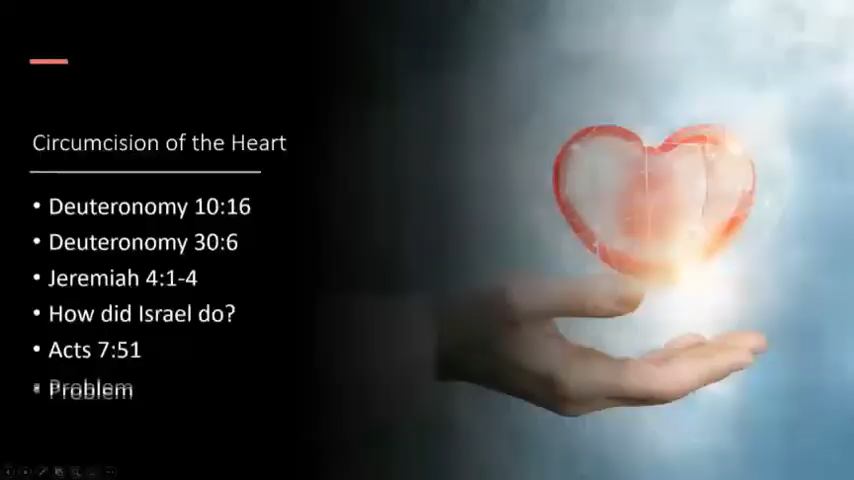 Circumcision of the Heart
• Deuteronomy 10:16
• Deuteronomy 30:6
• Jeremiah 4:1-4
• How did Israel do?
• Acts 7:51
• Problem